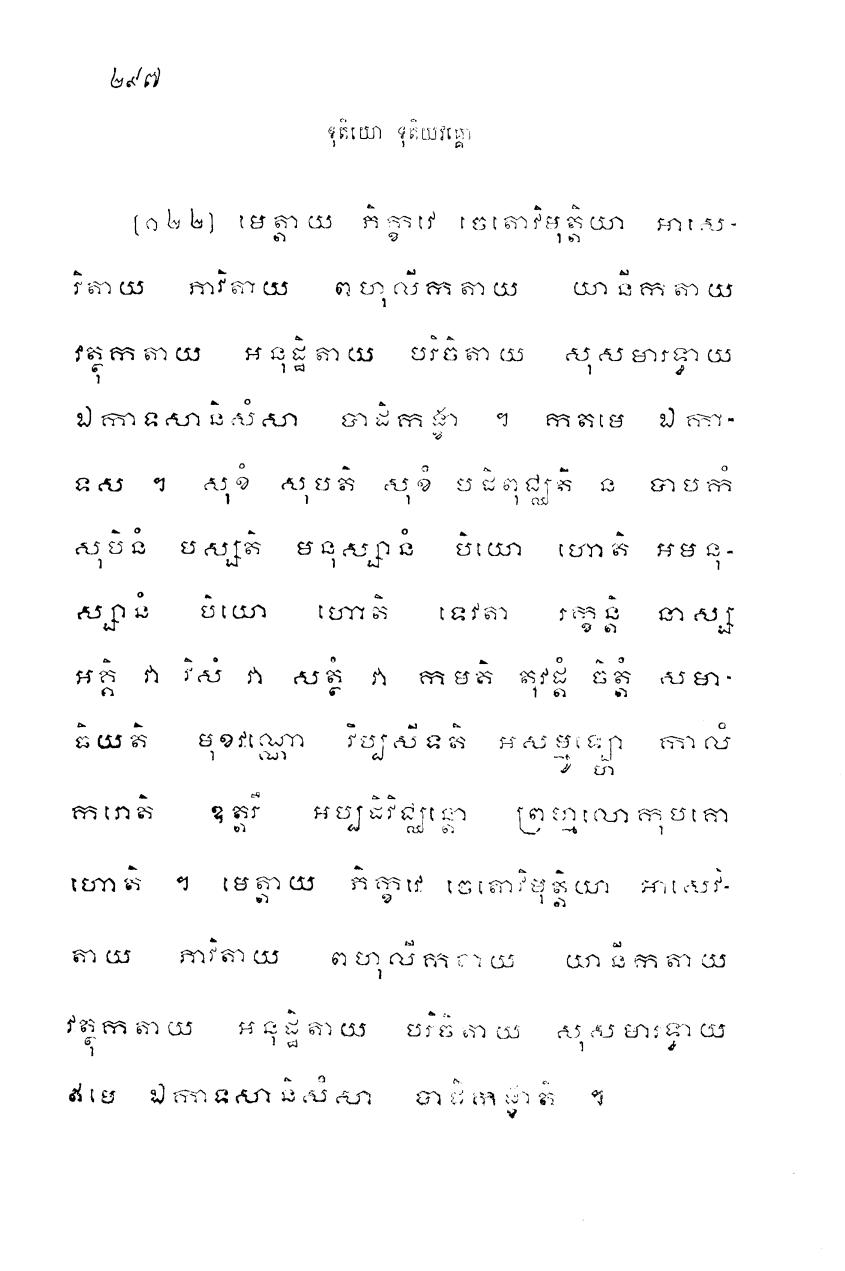 ២៩៧
ទុតិយោ ទុតិយវគ្គោ
[១៤២] មេត្តាយ ភិក្ខវេ ចេតោវិមុត្តិយា អាសេ-
វិតាយ ភាវិតាយ ពហុលីកតាយ យានីកតាយ
វត្ថុកតាយ អនុដ្ឋិតាយ បរិចិតាយ សុសមារទ្ធាយ
ឯកាទសានិសំសា បាដិកង្ខា ។ កតមេ ឯកា-
ទស ។ សុខំ សុបតិ សុខំ បដិពុជ្ឈតិ ន បាបកំ
សុបិនំ បស្សតិ មនុស្សានំ បិយោ ហោតិ អមនុ-
ស្សានំ បិយោ ហោតិ ទេវតា រក្ខន្តិ នាស្ស
អគ្គិ វា វិសំ វា សត្ថំ វា កមតិ តុវដ្តំ ចិត្តំ សមា-
ធិយតិ មុខវណ្ណោ វិប្បសីទតិ អសម្មូឡ្ហោ កាលំ
ករោតិ ឧត្តរី អប្បដិវិជ្ឈន្តោ ព្រហ្មលោកុបគោ
ហោតិ ។ មេត្តាយ ភិក្ខវេ ចេតោវិមុត្តិយា អាសេវិ-
តាយ ភាវិតាយ ពហុលីកតាយ យានីកតាយ
វត្ថុកតាយ អនុដ្ឋិតាយ បរិចិតាយ សុសមារទ្ធាយ
ឥមេ ឯកាទសានិសំសា បាដិកង្ខាតិ ។